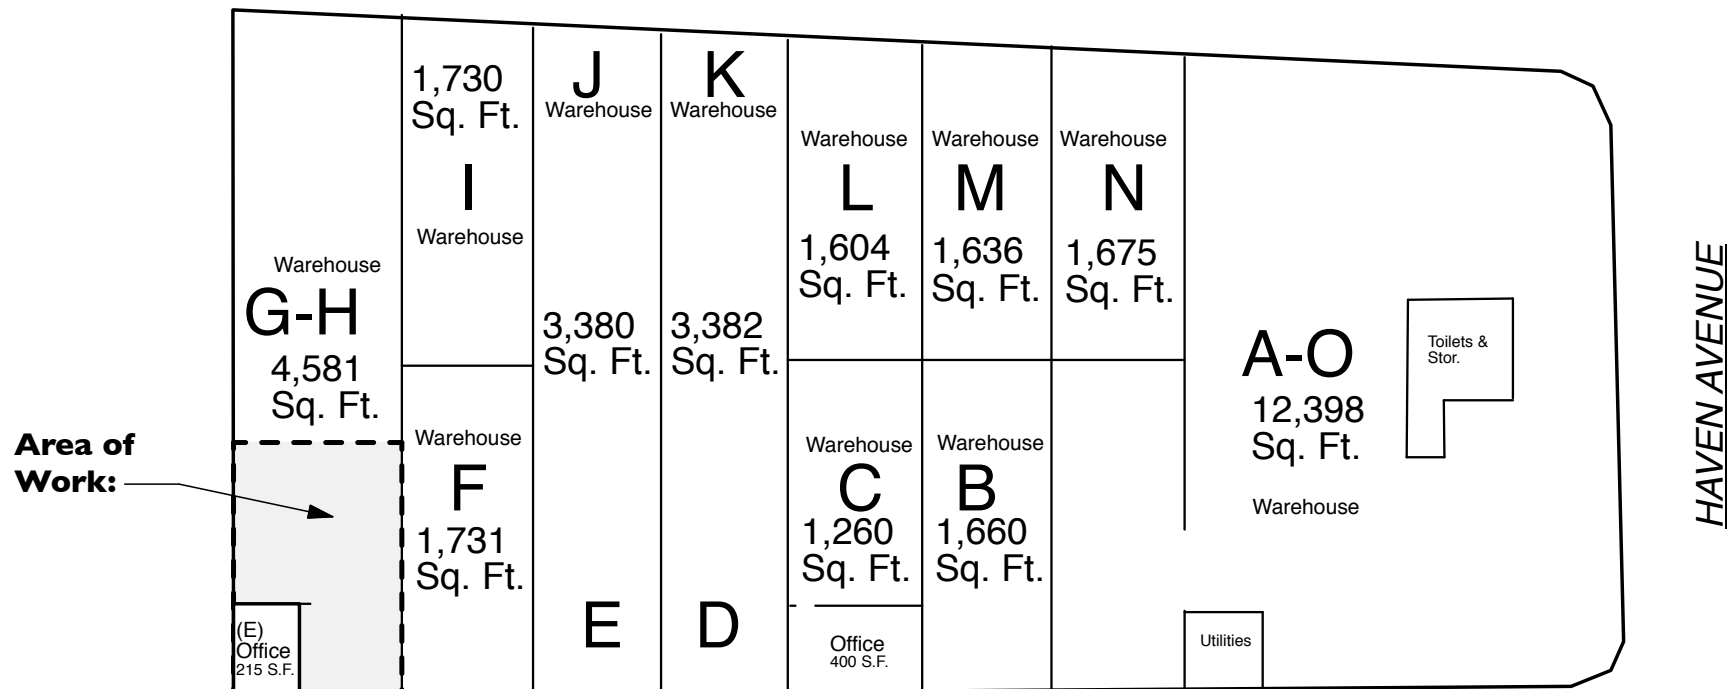 1,730
Sq. Ft.
I
Warehouse
J
Warehouse
K
Warehouse
Warehouse
L
1,604
Sq. Ft.
Warehouse
M
1,636
Sq. Ft.
Warehouse
N
1,675
Sq. Ft.
Warehouse
G-H
4,581
Sq. Ft.
3,380
Sq. Ft.
3,382
Sq. Ft.
A-O
12,398
Sq. Ft.
Warehouse
Toilets &
Stor.
HAVEN AVENUE
Area of
Work:
Warehouse
F
1,731
Sq. Ft.
Warehouse
C
1,260
Sq. Ft.
Warehouse
B
1,660
Sq. Ft.
(E)
Office
215 S.F.
E
D
Office
400 S.F.
Utilities